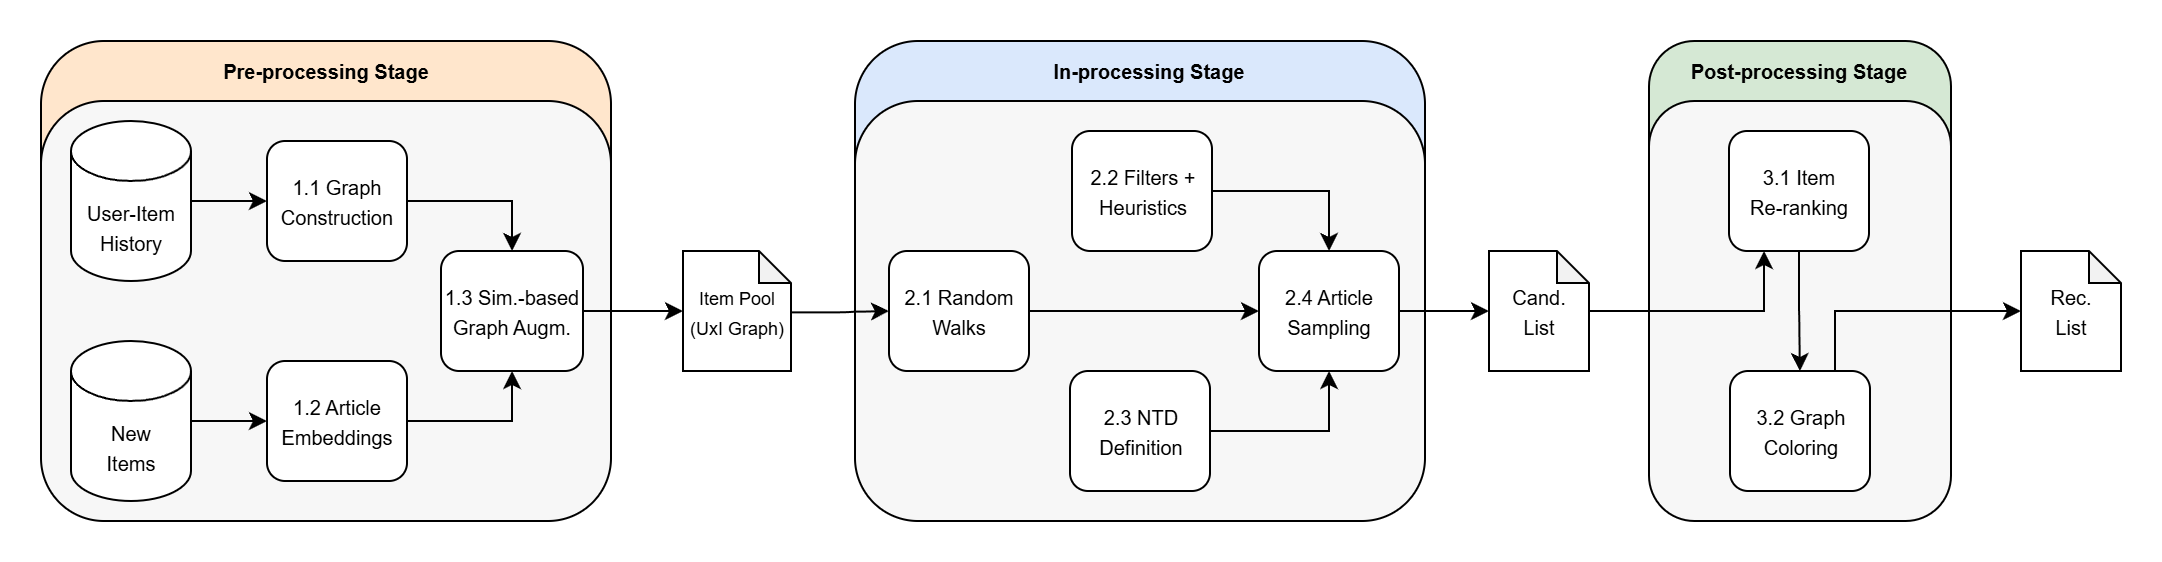 Pre-processing Stage
User-Item
History
1.1 Graph
Construction
New
Items
1.2 Article
Embeddings
1.3 Sim.-based
Graph Augm.
Item Pool
(UxI Graph)
In-processing Stage
2.1 Random
Walks
2.2 Filters +
Heuristics
2.3 NTD
Definition
2.4 Article
Sampling
Cand.
List
Post-processing Stage
3.1 Item
Re-ranking
3.2 Graph
Coloring
Rec.
List